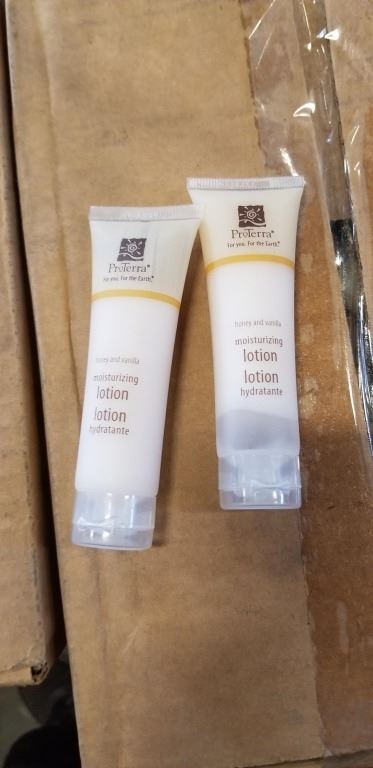 ProTerra®
For you. For the Earth.®
honey and vanilla
moisturizing
lotion
lotion
hydratante
ProTerra®
For you. For the Earth.®
honey and vanilla
moisturizing
lotion
lotion
hydratante